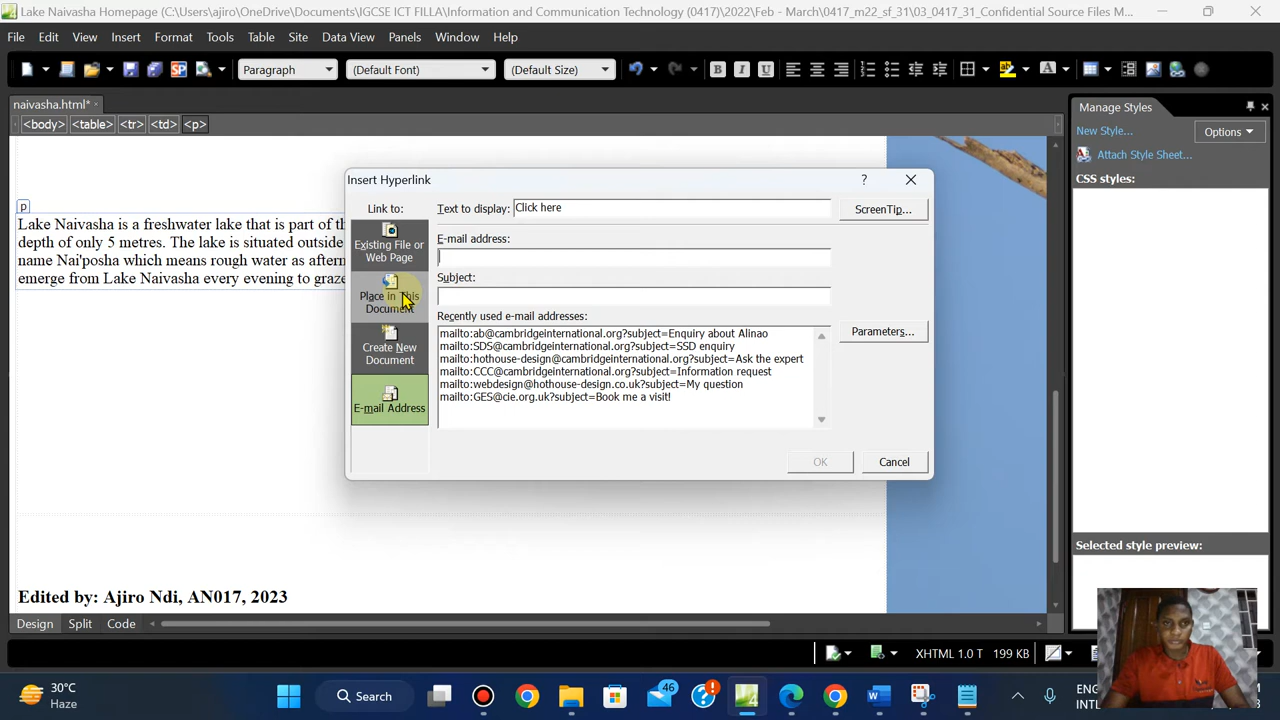 Lake Naivasha Homepage (C:\Users\ajiro\OneDrive\Documents\IGCSE ICT FILLA\Information and Communication Technology (0417)\2022\Feb - March\0417_m22_sf_31\03_0417_31_Confidential Source Files M...
File Edit View Insert Format Tools Table Site Data View Panels Window Help
Paragraph (Default Font) (Default Size) B I U A
naivasha.html*
<body> <table> <tr> <td> <p>
Manage Styles
New Style... Options
Attach Style Sheet...
CSS styles:
p
Lake Naivasha is a freshwater lake that is part of th
depth of only 5 metres. The lake is situated outside
name Nai'posha which means rough water as aftern
emerge from Lake Naivasha every evening to graze
Insert Hyperlink ?
Link to: Text to display: Click here ScreenTip...
Existing File or
Web Page
Place in This
Document
Create New
Document
E-mail Address
E-mail address:
Subject:
Recently used e-mail addresses:
mailto:ab@cambridgeinternational.org?subject=Enquiry about Alinao
mailto:SDS@cambridgeinternational.org?subject=SSD enquiry
mailto:hothouse-design@cambridgeinternational.org?subject=Ask the expert
mailto:CCC@cambridgeinternational.org?subject=Information request
mailto:webdesign@hothouse-design.co.uk?subject=My question
mailto:GES@cie.org.uk?subject=Book me a visit!
Parameters...
OK Cancel
Selected style preview:
Edited by: Ajiro Ndi, AN017, 2023
Design Split Code
XHTML 1.0 T 199 KB
30°C
Haze
Search
46
ENG
INTL